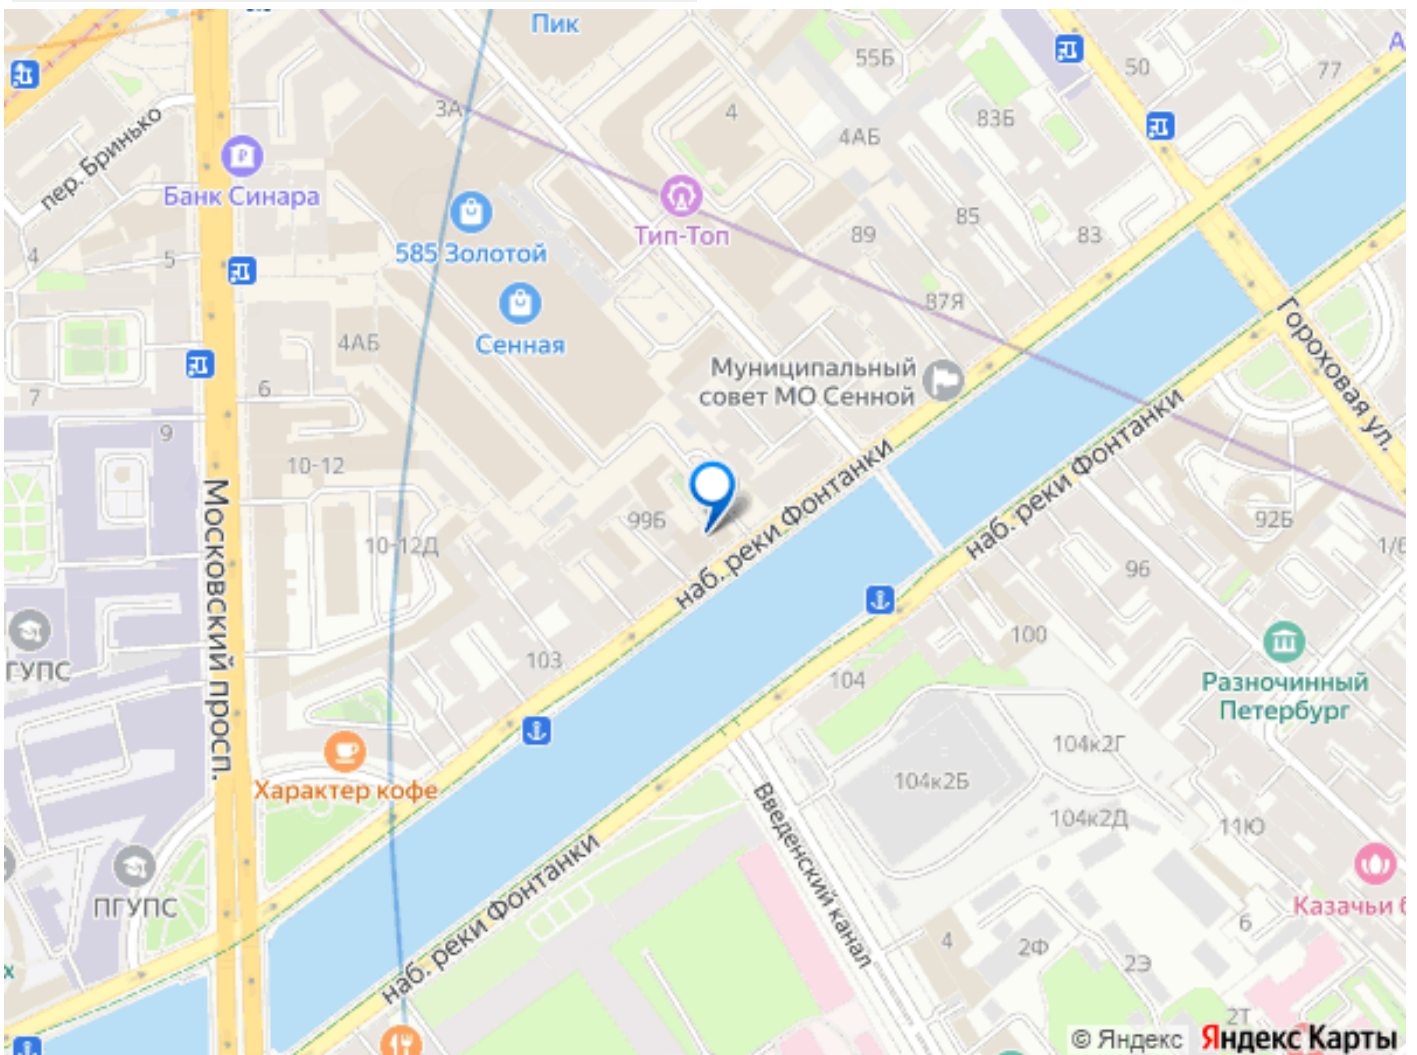 Пик
55Б
50
77
3А
4
4АБ
83Б
пер. Бринько
Банк Синара
585 Золотой
Тип-Топ
89
85
83
4
5
87Я
Сенная
4АБ
Муниципальный
совет МО Сенной
Гороховая ул.
7
6
9
10-12
99Б
наб. реки Фонтанки
наб. реки Фонтанки
92Б
1/6
10-12Д
96
Московский просп.
ГУПС
103
100
104
Разночинный
Петербург
104к2Г
104к2Б
104к2Д
11Ю
Характер кофе
Введенский канал
ПГУПС
наб. реки Фонтанки
Казачьи б
4
2Ф
2Э
6
2Т
© Яндекс Яндекс Карты